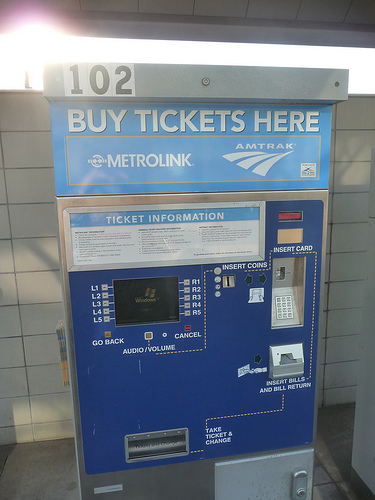 102
BUY TICKETS HERE
METROLINK
AMTRAK
TICKET INFORMATION
INSERT CARD
INSERT COINS
L1
L2
L3
L4
L5
Windows
R1
R2
R3
R4
R5
GO BACK
CANCEL
AUDIO/VOLUME
INSERT BILLS
AND BILL RETURN
TAKE
TICKET &
CHANGE